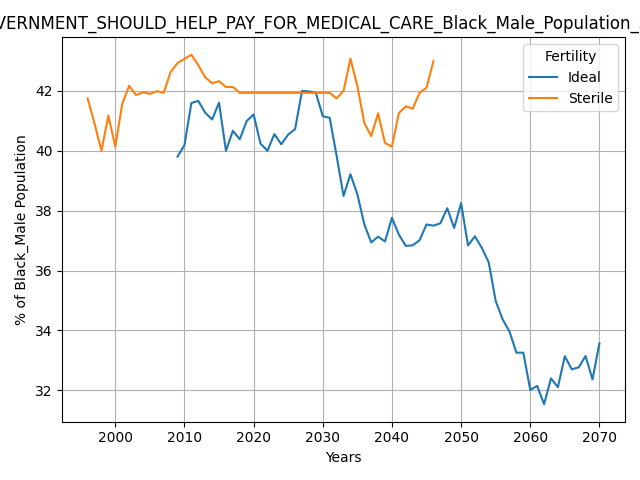 VERNMENT_SHOULD_HELP_PAY_FOR_MEDICAL_CARE_Black_Male_Population_
Fertility
Ideal
Sterile
% of Black_Male Population
42
40
38
36
34
32
2000 2010 2020 2030 2040 2050 2060 2070
Years